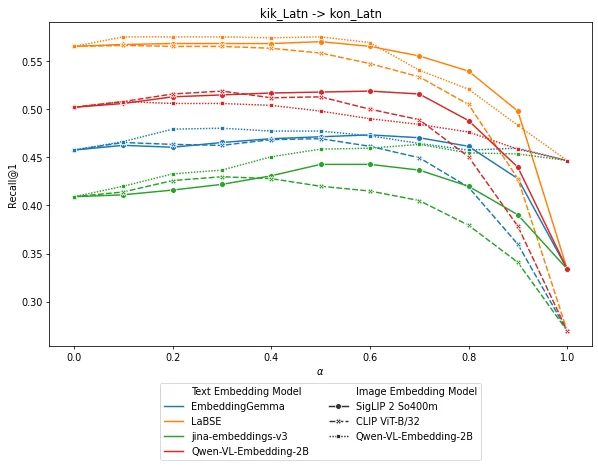 kik_Latn -> kon_Latn
Recall@1
0.55
0.50
0.45
0.40
0.35
0.30
0.0 0.2 0.4 0.6 0.8 1.0
α
Text Embedding Model
EmbeddingGemma
LaBSE
jina-embeddings-v3
Qwen-VL-Embedding-2B
Image Embedding Model
SigLIP 2 So400m
CLIP ViT-B/32
Qwen-VL-Embedding-2B